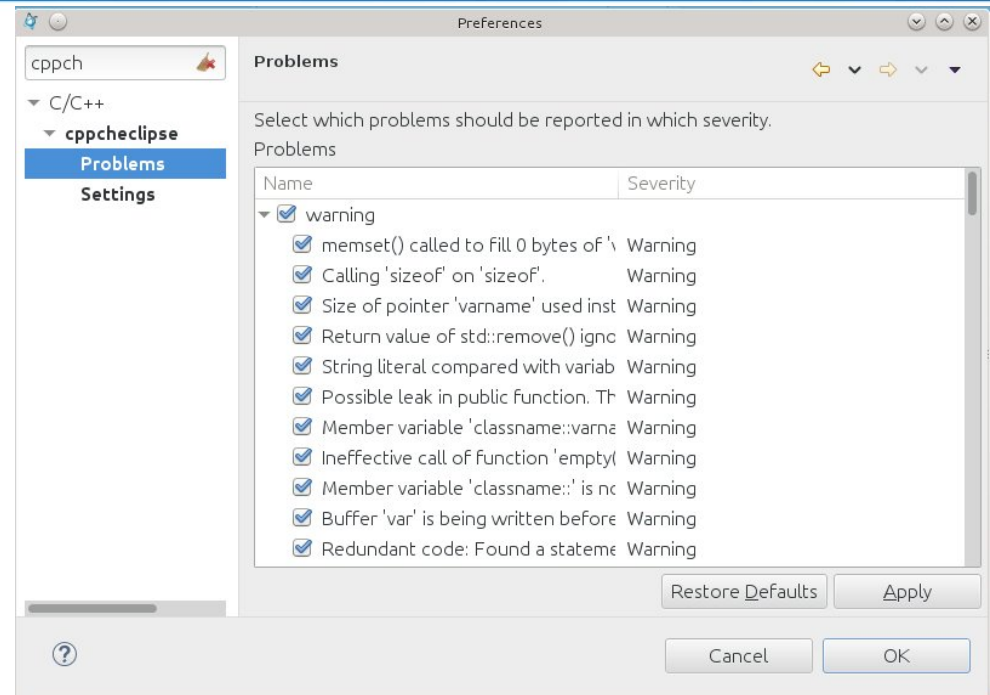 Preferences
cppch
C/C++
cppcheclipse
Problems
Settings
Problems
Select which problems should be reported in which severity.
Problems
Name Severity
warning
memset() called to fill 0 bytes of 'v Warning
Calling 'sizeof' on 'sizeof'. Warning
Size of pointer 'varname' used inst Warning
Return value of std::remove() igno Warning
String literal compared with variab Warning
Possible leak in public function. Th Warning
Member variable 'classname::varna Warning
Ineffective call of function 'empty( Warning
Member variable 'classname::' is no Warning
Buffer 'var' is being written before Warning
Redundant code: Found a stateme Warning
Restore Defaults Apply
? Cancel OK